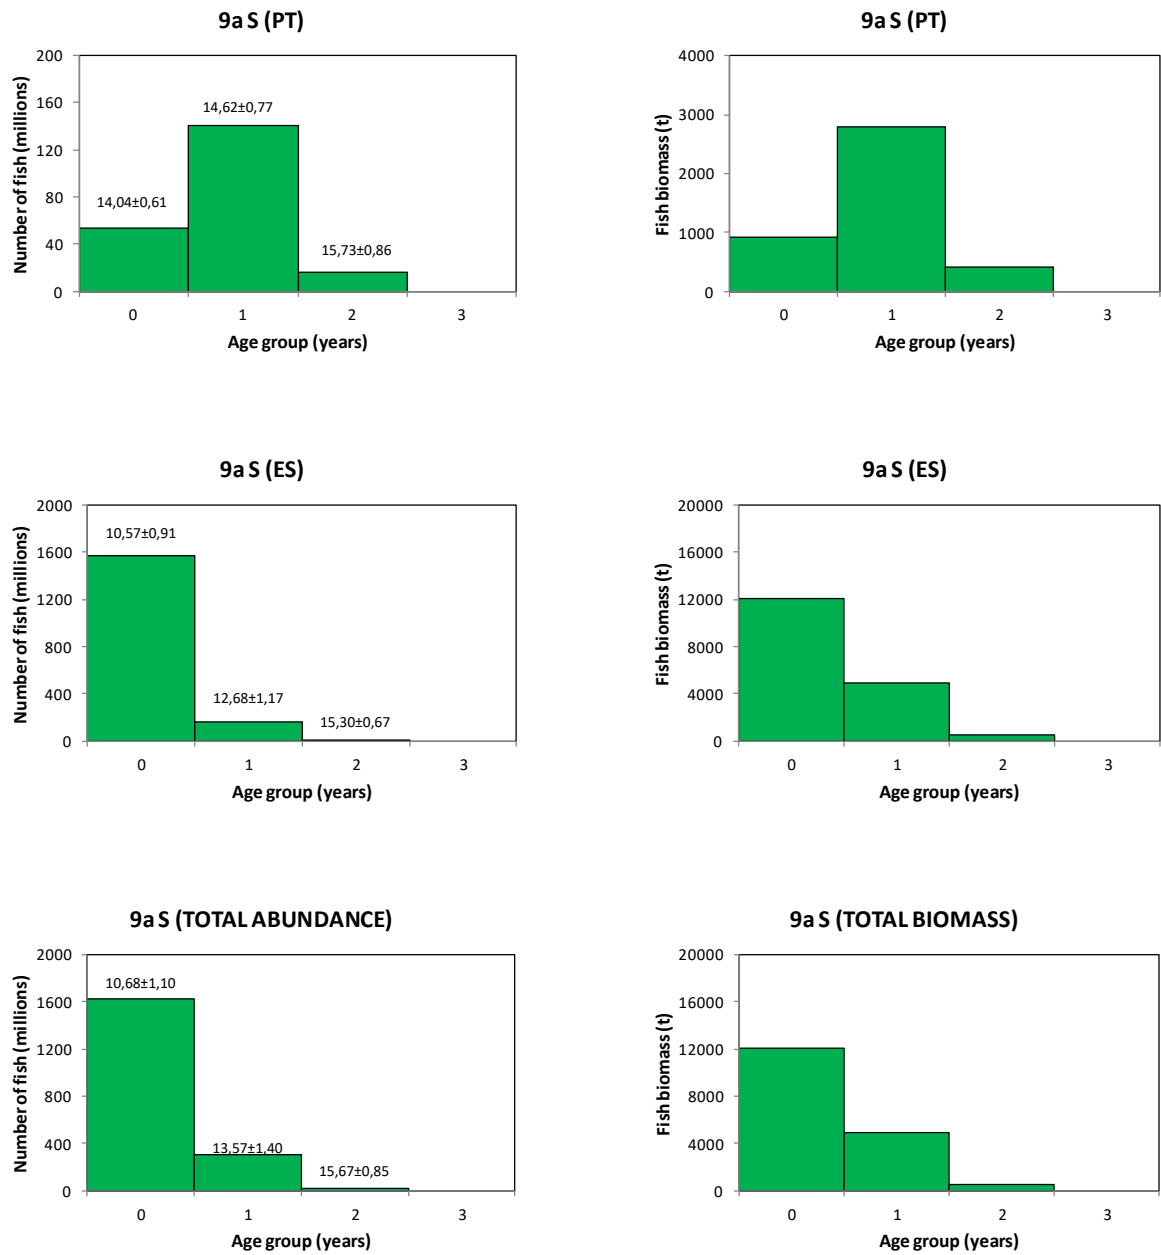 9a S (PT)
Number of fish (millions)
200
160
120
80
40
0
14,04±0,61
14,62±0,77
15,73±0,86
0 1 2 3
Age group (years)
9a S (PT)
Fish biomass (t)
4000
3000
2000
1000
0
0 1 2 3
Age group (years)
9a S (ES)
Number of fish (millions)
2000
1600
1200
800
400
0
10,57±0,91
12,68±1,17
15,30±0,67
0 1 2 3
Age group (years)
9a S (ES)
Fish biomass (t)
20000
16000
12000
8000
4000
0
0 1 2 3
Age group (years)
9a S (TOTAL ABUNDANCE)
Number of fish (millions)
2000
1600
1200
800
400
0
10,68±1,10
13,57±1,40
15,67±0,85
0 1 2 3
Age group (years)
9a S (TOTAL BIOMASS)
Fish biomass (t)
20000
16000
12000
8000
4000
0
0 1 2 3
Age group (years)